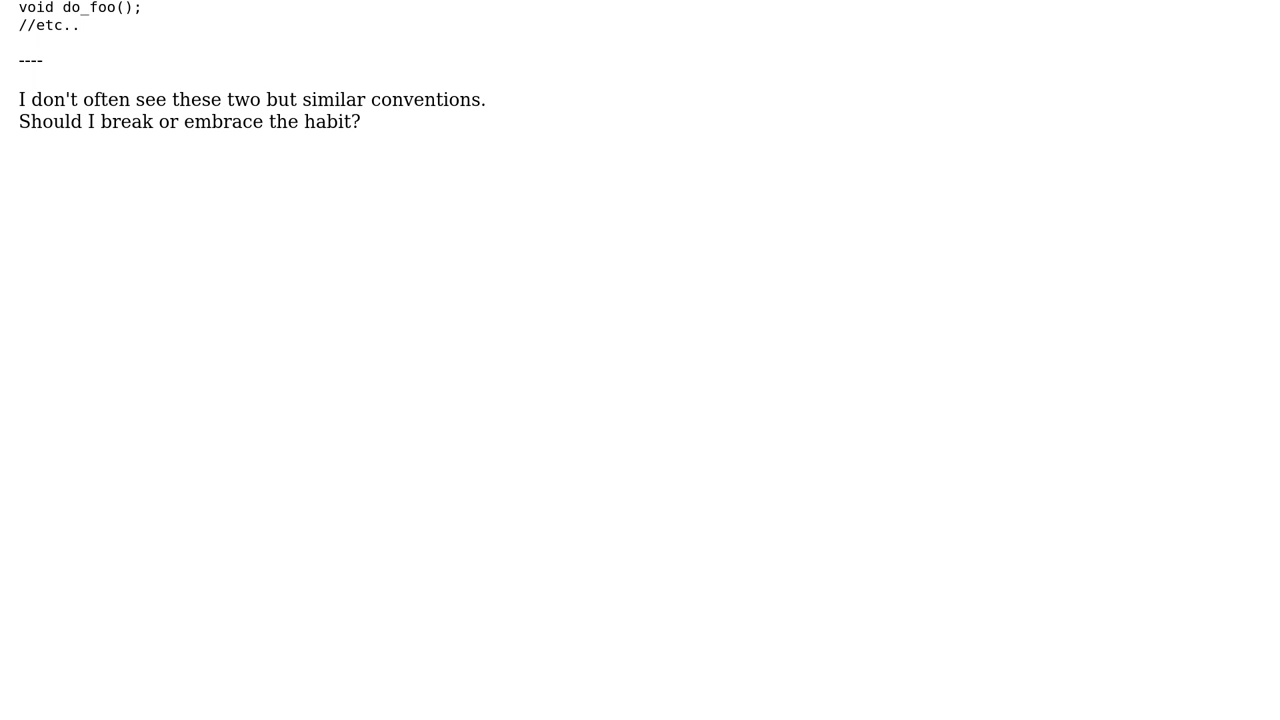 void do_foo();
//etc..
----
I don't often see these two but similar conventions.
Should I break or embrace the habit?